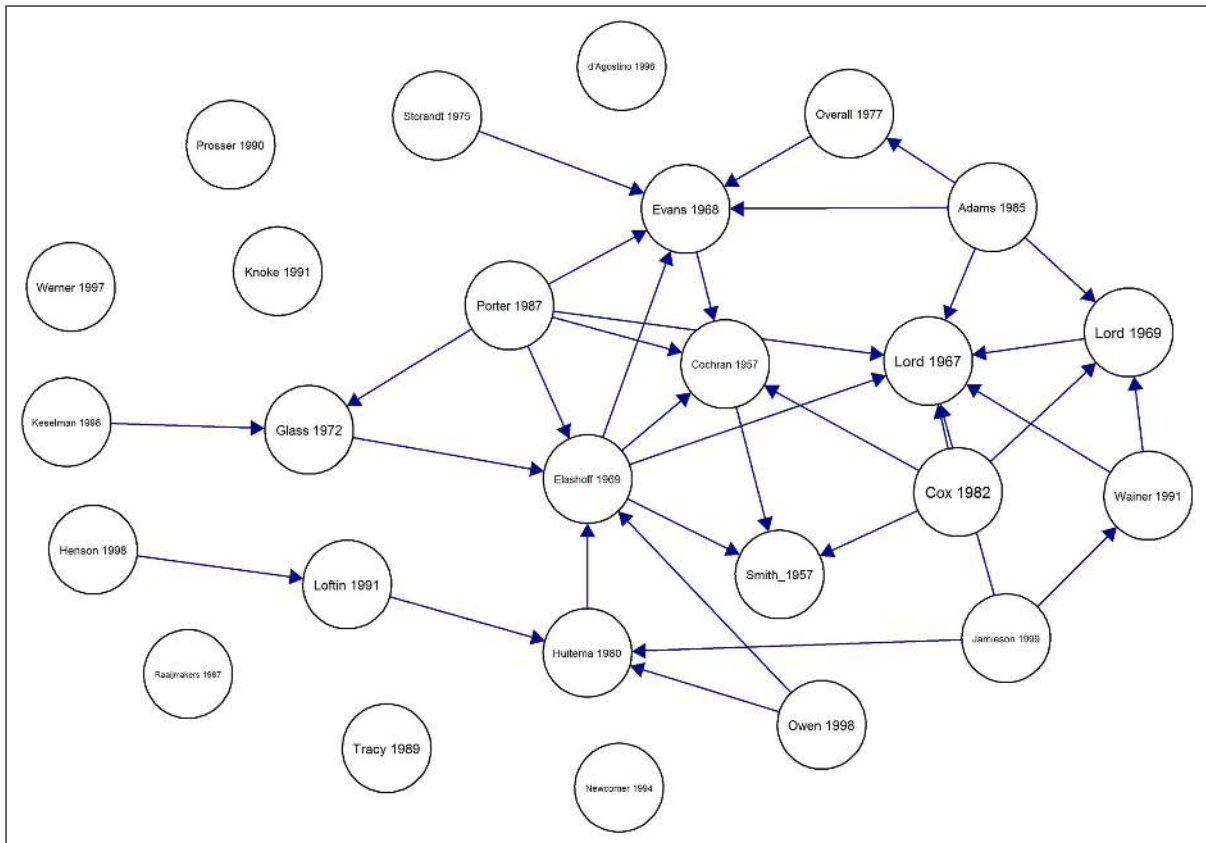 d'Agostino 1998
Storandt 1975
Overall 1977
Prosser 1990
Evans 1968
Adams 1985
Knoke 1991
Werner 1997
Porter 1987
Lord 1969
Cochran 1957
Lord 1967
Keselman 1998
Glass 1972
Elashoff 1969
Cox 1982
Wainer 1991
Henson 1998
Loftin 1991
Smith_1957
Jamieson 1999
Huitema 1980
Raaijmakers 1987
Owen 1998
Tracy 1989
Newcomer 1994